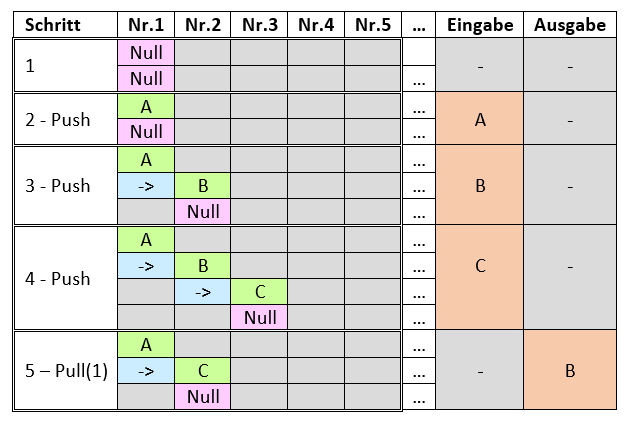 Schritt Nr.1 Nr.2 Nr.3 Nr.4 Nr.5 ... Eingabe Ausgabe
Null
1 - -
Null ...
A ...
2 - Push A -
Null ...
A ...
3 - Push -> B ... B -
Null ...
A ...
-> B ... C -
4 - Push
-> C ...
Null ...
A ...
5 – Pull(1) -> C ... - B
Null ...